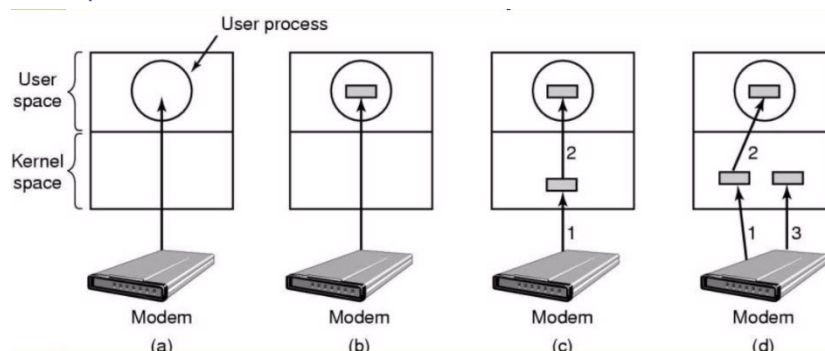 User process
User
space
Kernel
space
2
1
2
1
3
Modem
Modem
Modem
Modem
(a)
(b)
(c)
(d)